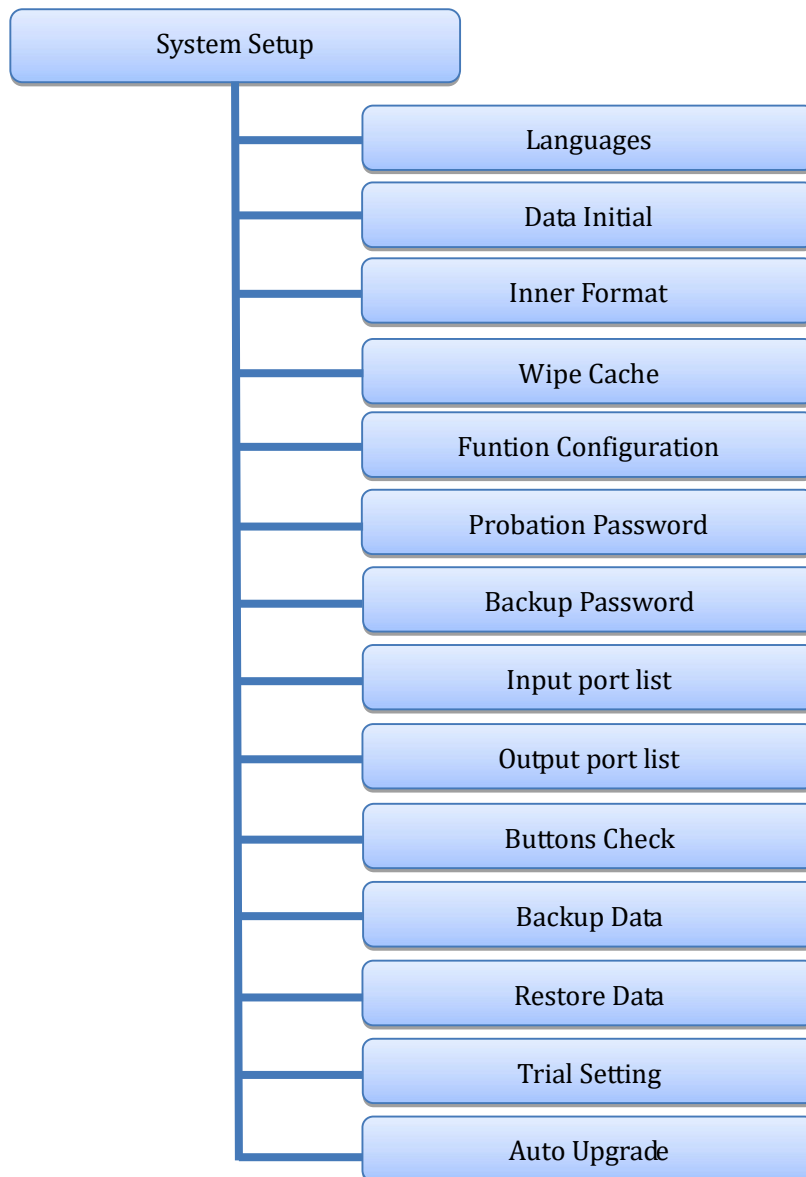 System Setup
Languages
Data Initial
Inner Format
Wipe Cache
Funtion Configuration
Probation Password
Backup Password
Input port list
Output port list
Buttons Check
Backup Data
Restore Data
Trial Setting
Auto Upgrade